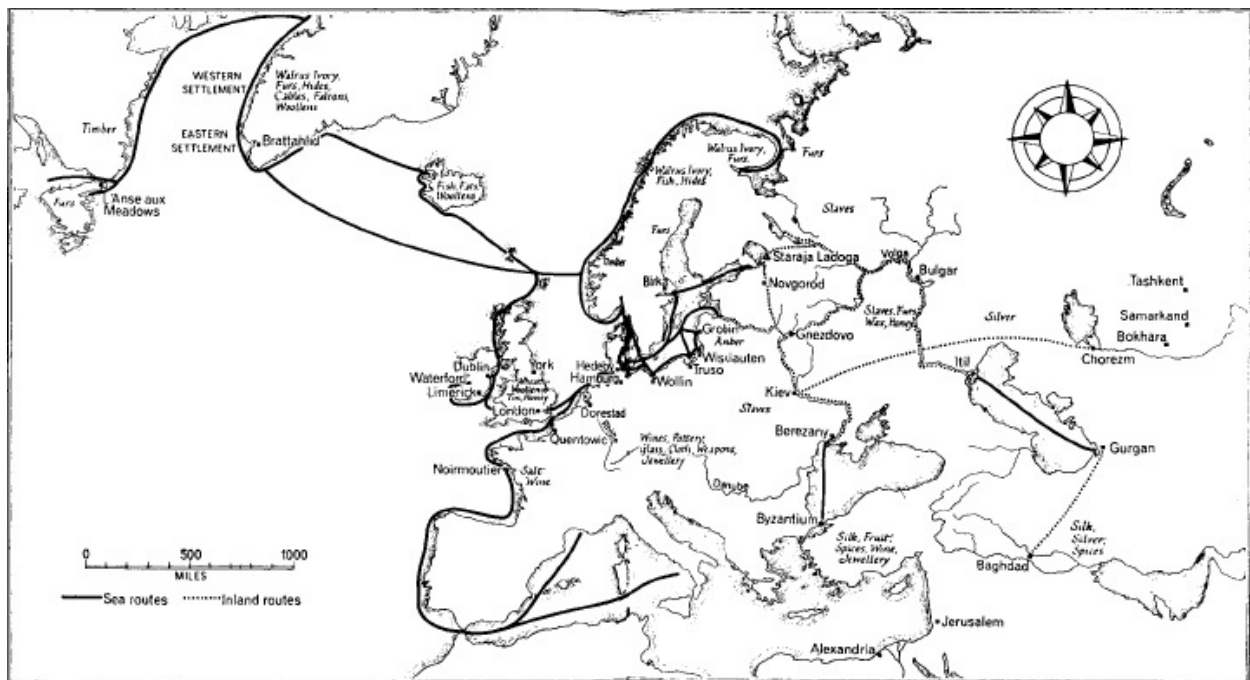 WESTERN
SETTLEMENT
Walrus Ivory,
Furs, Hides,
Cables, Falcons,
Woollens
Timber
EASTERN
SETTLEMENT
Brattahlid
Furs
'Anse aux
Meadows
Fish, Fats,
Woollens
Walrus Ivory,
Furs.
Furs
Walrus Ivory,
Fish, Hides
Furs
Timber
Birka
Slaves
Staraja Ladoga
Novgorod
Volga
Bulgar
Slaves, Furs
Wax, Honey
Silver
Tashkent
Samarkand
Bokhara
Chorezm
Grobin
Amber
Wiskiauten
Truso
Gnezdovo
Hedeby
Hamburg
Wollin
Dublin
Waterford
Limerick
York
Tin, Honey
London
Dorestad
Quentowic
Kiev
Slaves
Itil
Berezany
Gurgan
Wines, Pottery,
Glass, Cloth, Weapons,
Jewellery
Noirmoutier
Salt
Wine
Danube
Byzantium
Silk, Fruit,
Spices, Wine,
Jewellery
Silk,
Silver,
Spices
Baghdad
Jerusalem
Alexandria
0 500 1000
MILES
Sea routes Inland routes